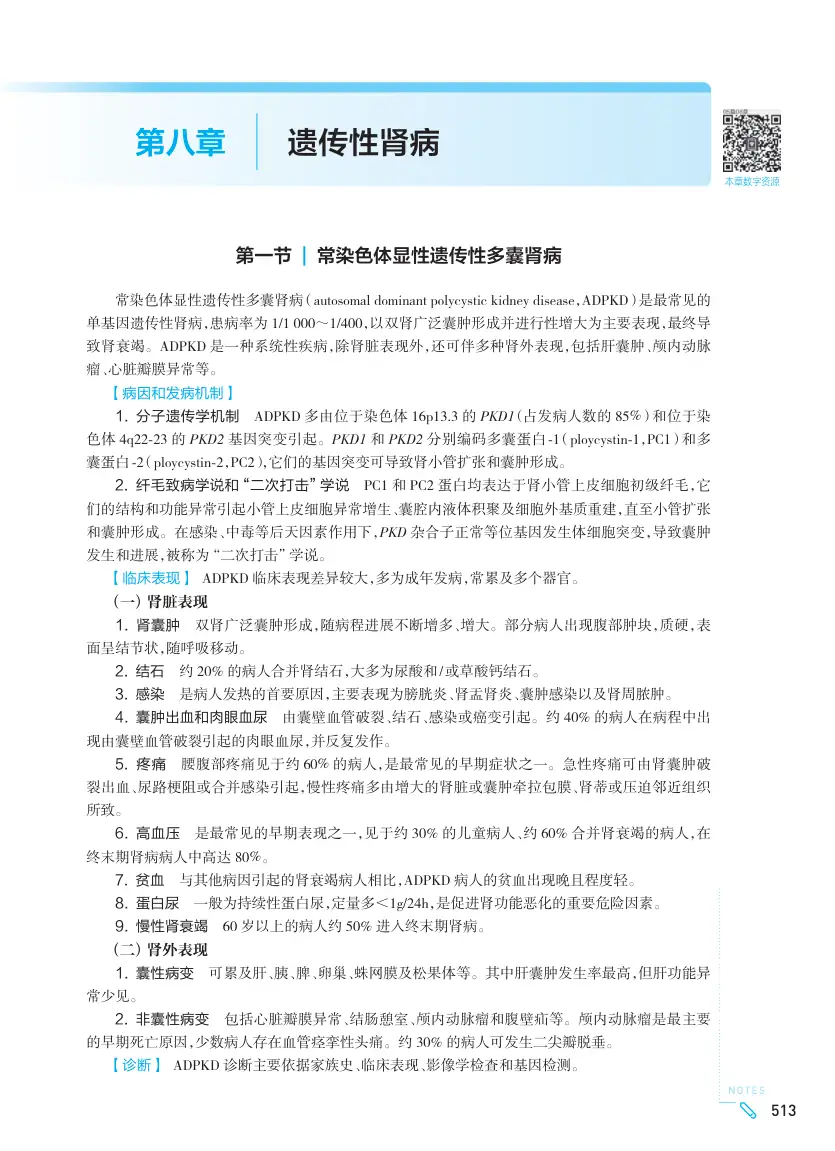 第八章 遗传性肾病
本章数字资源
第一节 | 常染色体显性遗传性多囊肾病
常染色体显性遗传性多囊肾病（autosomal dominant polycystic kidney disease，ADPKD）是最常见的
单基因遗传性肾病，患病率为 1/1 000～1/400，以双肾广泛囊肿形成并进行性增大为主要表现，最终导
致肾衰竭。ADPKD 是一种系统性疾病，除肾脏表现外，还可伴多种肾外表现，包括肝囊肿、颅内动脉
瘤、心脏瓣膜异常等。
【病因和发病机制】
1. 分子遗传学机制 ADPKD 多由位于染色体 16p13.3 的 PKD1（占发病人数的 85%）和位于染
色体 4q22-23 的 PKD2 基因突变引起。PKD1 和 PKD2 分别编码多囊蛋白-1（ploycystin-1，PC1）和多
囊蛋白-2（ploycystin-2，PC2），它们的基因突变可导致肾小管扩张和囊肿形成。
2. 纤毛致病学说和“二次打击”学说 PC1 和 PC2 蛋白均表达于肾小管上皮细胞初级纤毛，它
们的结构和功能异常引起小管上皮细胞异常增生、囊腔内液体积聚及细胞外基质重建，直至小管扩张
和囊肿形成。在感染、中毒等后天因素作用下，PKD 杂合子正常等位基因发生体细胞突变，导致囊肿
发生和进展，被称为“二次打击”学说。
【临床表现】 ADPKD 临床表现差异较大，多为成年发病，常累及多个器官。
（一）肾脏表现
1. 肾囊肿 双肾广泛囊肿形成，随病程进展不断增多、增大。部分病人出现腹部肿块，质硬，表
面呈结节状，随呼吸移动。
2. 结石 约 20% 的病人合并肾结石，大多为尿酸和/或草酸钙结石。
3. 感染 是病人发热的首要原因，主要表现为膀胱炎、肾盂肾炎、囊肿感染以及肾周脓肿。
4. 囊肿出血和肉眼血尿 由囊壁血管破裂、结石、感染或癌变引起。约 40% 的病人在病程中出
现由囊壁血管破裂引起的肉眼血尿，并反复发作。
5. 疼痛 腰腹部疼痛见于约 60% 的病人，是最常见的早期症状之一。急性疼痛可由肾囊肿破
裂出血、尿路梗阻或合并感染引起，慢性疼痛多由增大的肾脏或囊肿牵拉包膜、肾蒂或压迫邻近组织
所致。
6. 高血压 是最常见的早期表现之一，见于约 30% 的儿童病人、约 60% 合并肾衰竭的病人，在
终末期肾病病人中高达 80%。
7. 贫血 与其他病因引起的肾衰竭病人相比，ADPKD 病人的贫血出现晚且程度轻。
8. 蛋白尿 一般为持续性蛋白尿，定量多＜1g/24h，是促进肾功能恶化的重要危险因素。
9. 慢性肾衰竭 60 岁以上的病人约 50% 进入终末期肾病。
（二）肾外表现
1. 囊性病变 可累及肝、胰、脾、卵巢、蛛网膜及松果体等。其中肝囊肿发生率最高，但肝功能异
常少见。
2. 非囊性病变 包括心脏瓣膜异常、结肠憩室、颅内动脉瘤和腹壁疝等。颅内动脉瘤是最主要
的早期死亡原因，少数病人存在血管痉挛性头痛。约 30% 的病人可发生二尖瓣脱垂。
【诊断】 ADPKD 诊断主要依据家族史、临床表现、影像学检查和基因检测。
NOTES
513